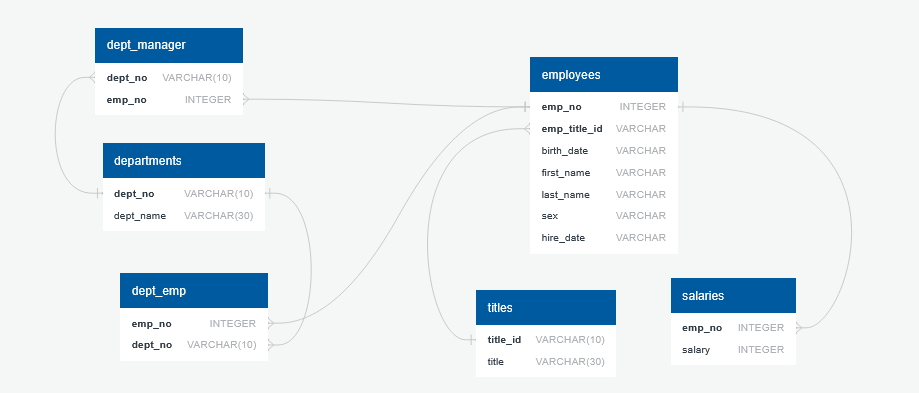 dept_manager
dept_no VARCHAR(10)
emp_no INTEGER
departments
dept_no VARCHAR(10)
dept_name VARCHAR(30)
dept_emp
emp_no INTEGER
dept_no VARCHAR(10)
employees
emp_no INTEGER
emp_title_id VARCHAR
birth_date VARCHAR
first_name VARCHAR
last_name VARCHAR
sex VARCHAR
hire_date VARCHAR
titles
title_id VARCHAR(10)
title VARCHAR(30)
salaries
emp_no INTEGER
salary INTEGER